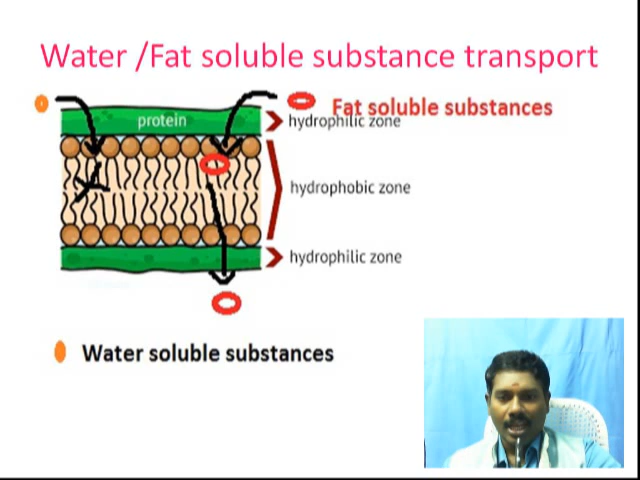 Water /Fat soluble substance transport
Fat soluble substances
protein
hydrophilic zone
hydrophobic zone
hydrophilic zone
Water soluble substances